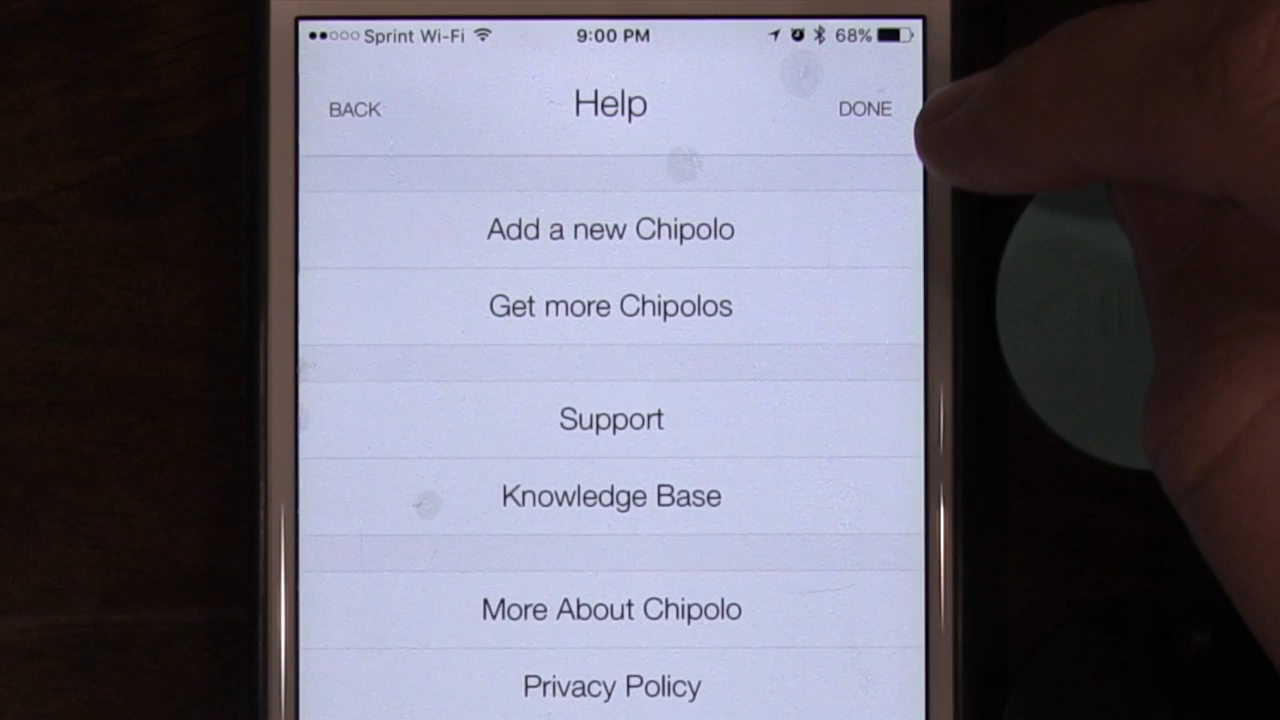 ●●○○○ Sprint Wi-Fi 9:00 PM 68%
BACK Help DONE
Add a new Chipolo
Get more Chipolos
Support
Knowledge Base
More About Chipolo
Privacy Policy